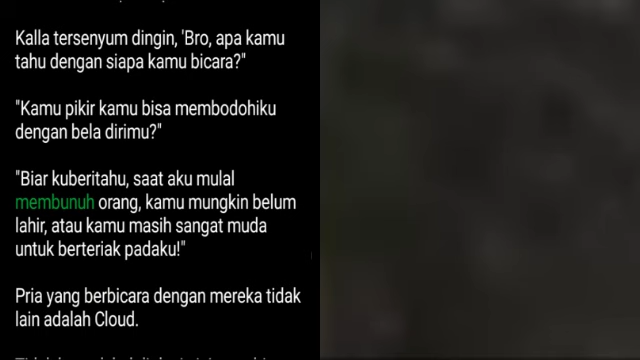 Kalla tersenyum dingin, 'Bro, apa kamu
tahu dengan siapa kamu bicara?"
"Kamu pikir kamu bisa membodohiku
dengan bela dirimu?"
"Biar kuberitahu, saat aku mulal
membunuh orang, kamu mungkin belum
lahir, atau kamu masih sangat muda
untuk berteriak padaku!"
Pria yang berbicara dengan mereka tidak
lain adalah Cloud.